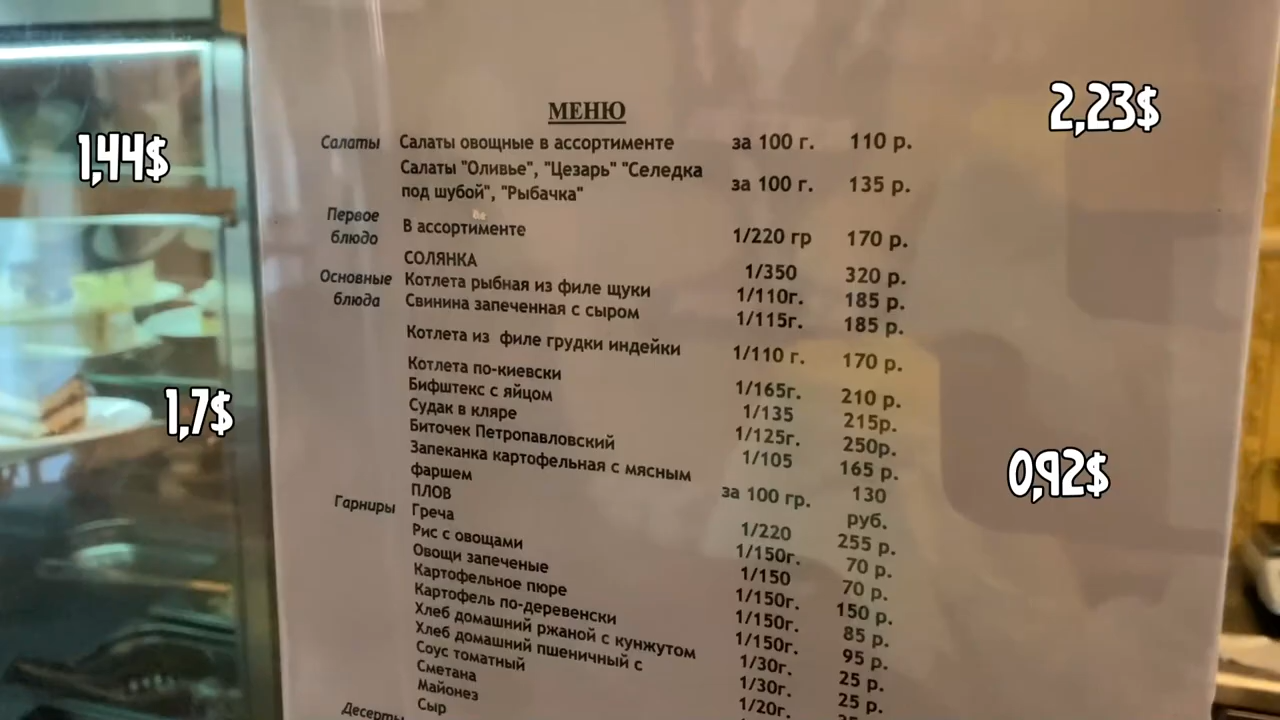 МЕНЮ
Салаты Салаты овощные в ассортименте за 100 г. 110 р.
Салаты "Оливье", "Цезарь" "Селедка
под шубой", "Рыбачка" за 100 г. 135 р.
Первое
блюдо В ассортименте 1/220 гр 170 р.
СОЛЯНКА 1/350 320 р.
Основные
блюда Котлета рыбная из филе щуки 1/110г. 185 р.
Свинина запеченная с сыром 1/115г. 185 р.
Котлета из филе грудки индейки 1/110 г. 170 р.
Котлета по-киевски 1/165г. 210 р.
Бифштекс с яйцом 1/135 215р.
Судак в кляре 1/125г. 250р.
Биточек Петропавловский 1/105 165 р.
Запеканка картофельная с мясным
фаршем за 100 гр. 130
руб.
ПЛОВ 1/220 255 р.
Гарниры Греча 1/150г. 70 р.
Рис с овощами 1/150 70 р.
Овощи запеченые 1/150г. 150 р.
Картофельное пюре 1/150г. 85 р.
Картофель по-деревенски 1/150г. 95 р.
Хлеб домашний ржаной с кунжутом 1/30г. 25 р.
Хлеб домашний пшеничный с 1/30г. 25 р.
Соус томатный 1/20г.
Сметана
Майонез
Сыр
Десерты
1,44$
2,23$
1,7$
0,92$